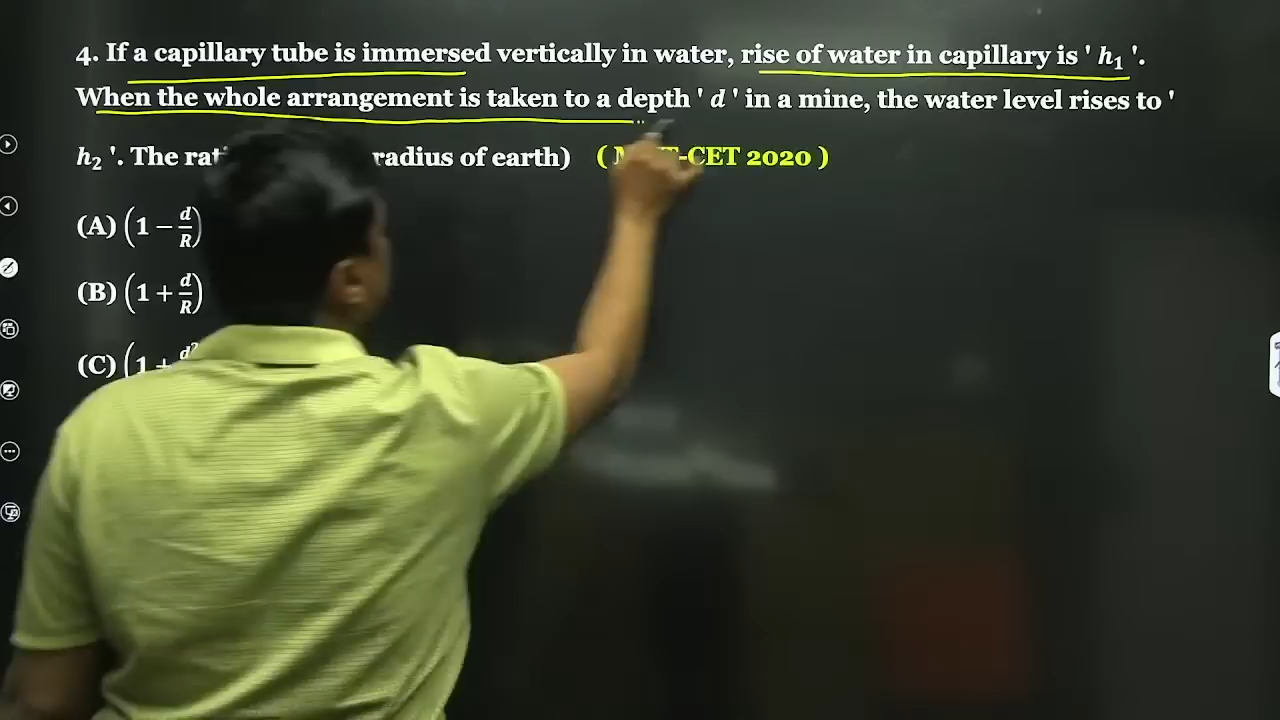 4. If a capillary tube is immersed vertically in water, rise of water in capillary is ' h₁ '.
When the whole arrangement is taken to a depth ' d ' in a mine, the water level rises to '
h₂ '. The radius of earth) -CET 2020 )
(A) (1 − d/R)
(B) (1 + d/R)
(C) (1 +